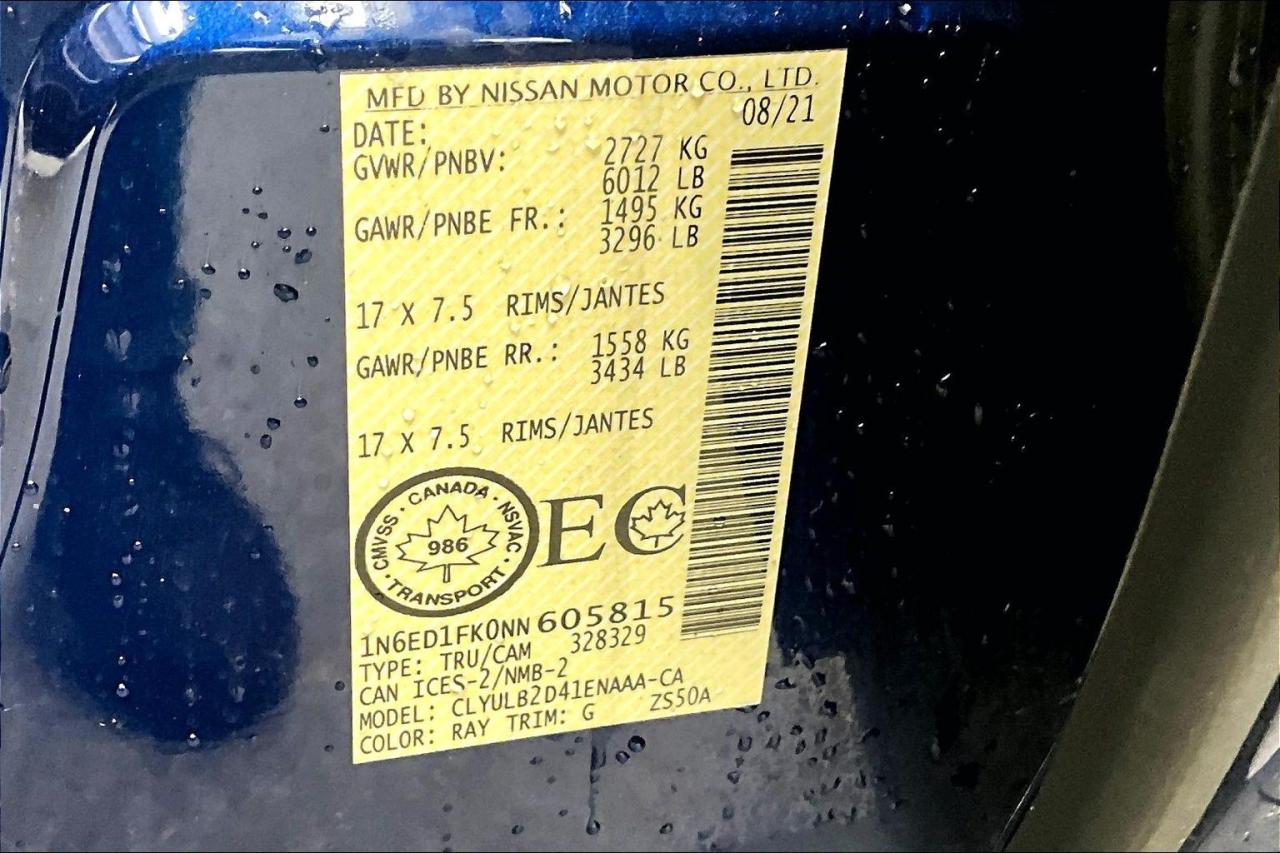 MFD BY NISSAN MOTOR CO., LTD.
DATE: 08/21
GVWR/PNBV: 2727 KG
6012 LB
GAWR/PNBE FR.: 1495 KG
3296 LB
17 X 7.5 RIMS/JANTES
GAWR/PNBE RR.: 1558 KG
3434 LB
17 X 7.5 RIMS/JANTES
CMVSS · CANADA · NSVAC · TRANSPORT ·
986
EC
1N6ED1FK0NN605815
TYPE: TRU/CAM 328329
CAN ICES-2/NMB-2
MODEL: CLYULB2D41ENAAA-CA
COLOR: RAY TRIM: G ZS50A